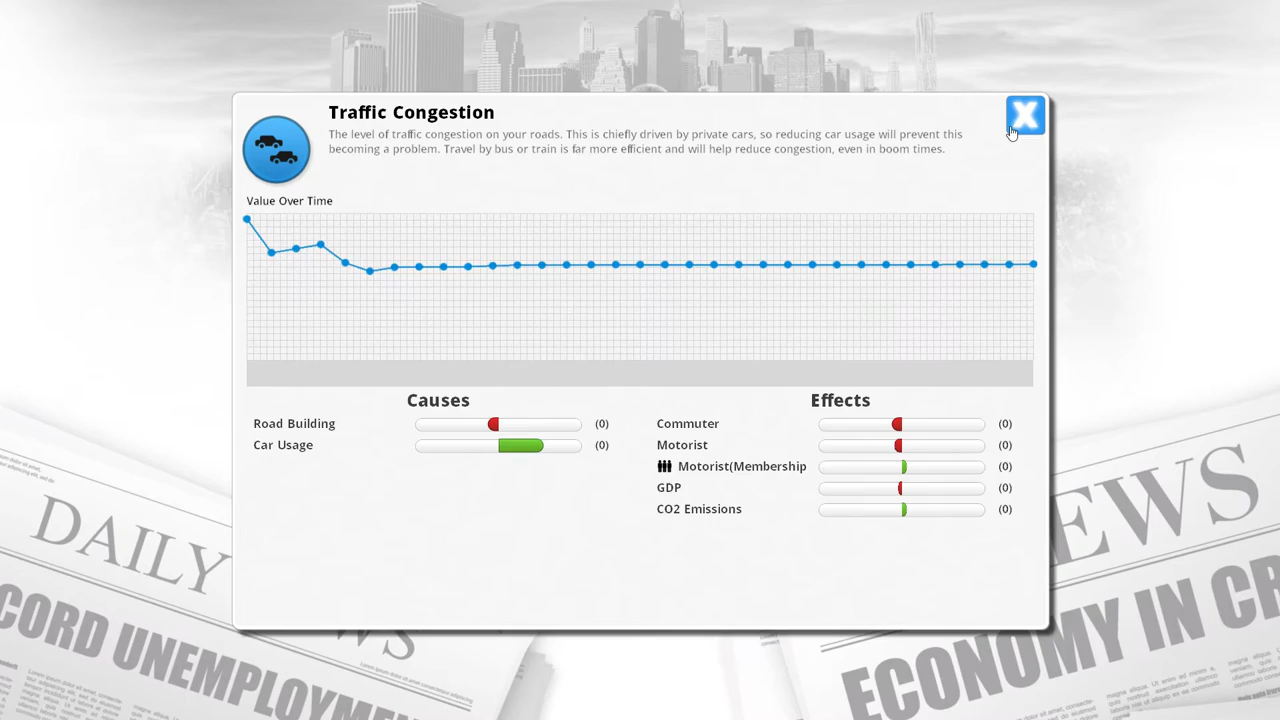 Traffic Congestion
The level of traffic congestion on your roads. This is chiefly driven by private cars, so reducing car usage will prevent this
becoming a problem. Travel by bus or train is far more efficient and will help reduce congestion, even in boom times.
X
Value Over Time
Causes
Road Building (0)
Car Usage (0)
Effects
Commuter (0)
Motorist (0)
Motorist(Membership (0)
GDP (0)
CO2 Emissions (0)
DAILY
NEWS
CORD UNEMPLOYM
EWS
ECONOMY IN CR